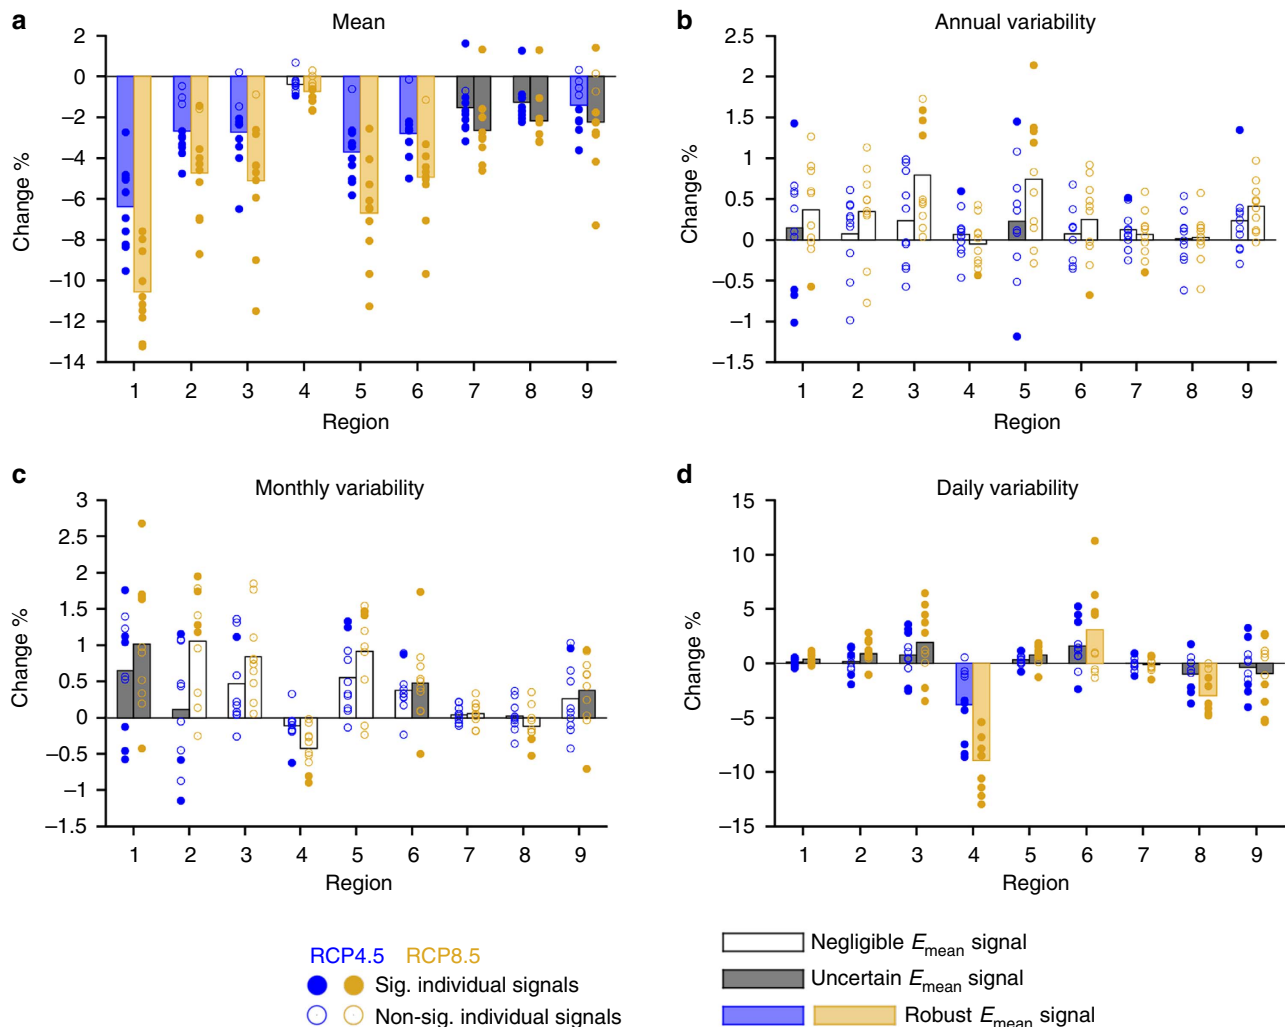 a
Mean
2
0
−2
−4
−6
−8
−10
−12
−14
Change %
1 2 3 4 5 6 7 8 9
Region
b
Annual variability
2.5
2
1.5
1
0.5
0
−0.5
−1
−1.5
Change %
1 2 3 4 5 6 7 8 9
Region
c
Monthly variability
3
2.5
2
1.5
1
0.5
0
−0.5
−1
−1.5
Change %
1 2 3 4 5 6 7 8 9
Region
d
Daily variability
15
10
5
0
−5
−10
−15
Change %
1 2 3 4 5 6 7 8 9
Region
RCP4.5 RCP8.5
Sig. individual signals
Non-sig. individual signals
Negligible Emean signal
Uncertain Emean signal
Robust Emean signal